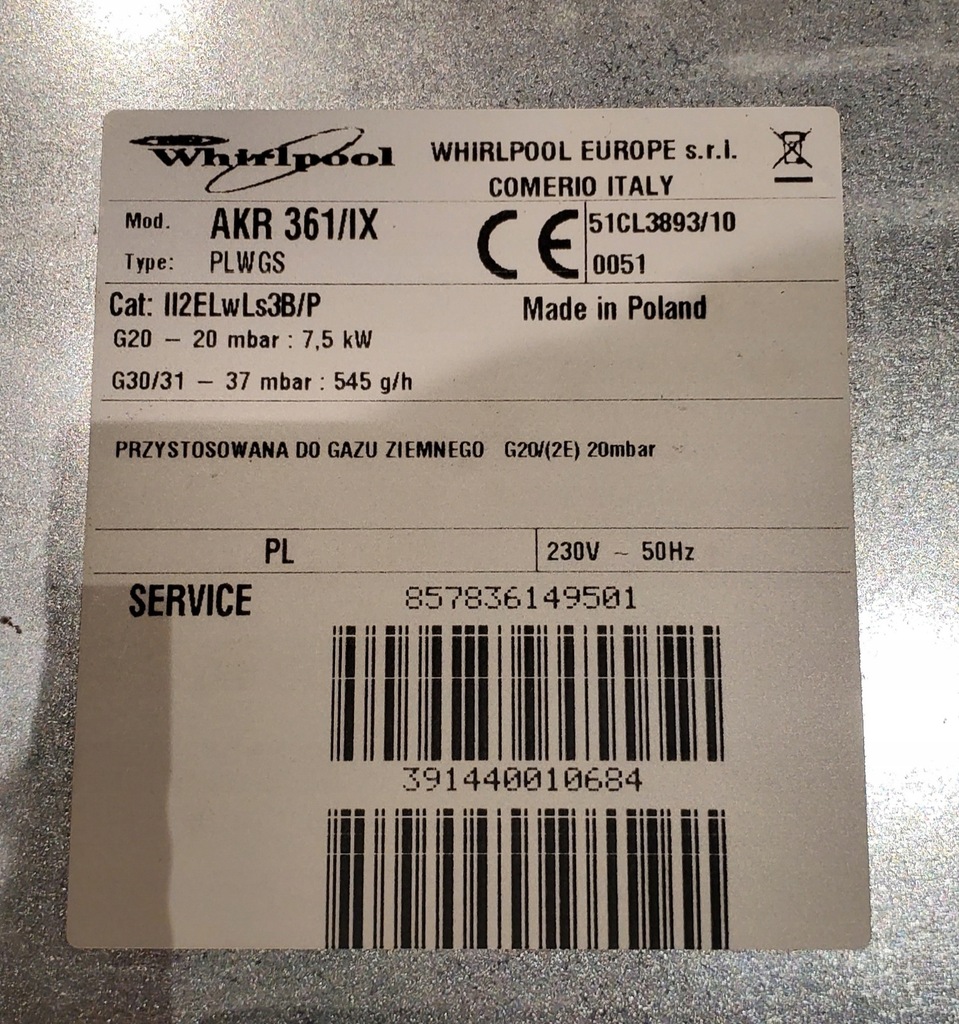 Whirlpool
WHIRLPOOL EUROPE s.r.l.
COMERIO ITALY
Mod. AKR 361/IX
Type: PLWGS
CE
51CL3893/10
0051
Cat: II2ELwLs3B/P
Made in Poland
G20 – 20 mbar : 7,5 kW
G30/31 – 37 mbar : 545 g/h
PRZYSTOSOWANA DO GAZU ZIEMNEGO G20/(2E) 20mbar
PL
230V ~ 50Hz
SERVICE
857836149501
391440010684